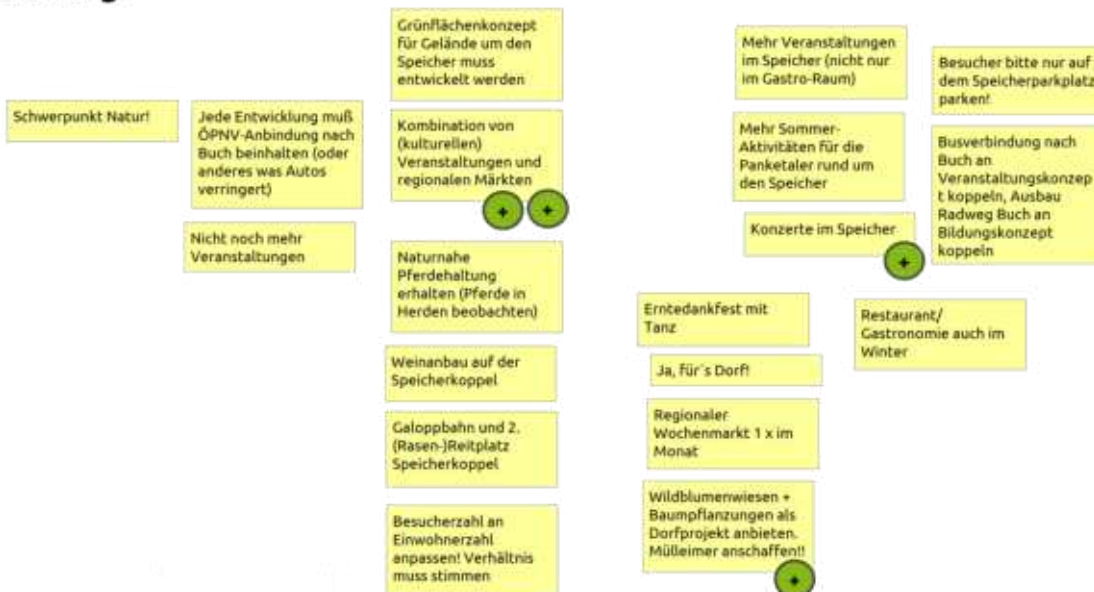 Schwerpunkt Natur!
Jede Entwicklung muß
ÖPNV-Anbindung nach
Buch beinhalten (oder
anderes was Autos
verringert)
Nicht noch mehr
Veranstaltungen
Grünflächenkonzept
für Gelände um den
Speicher muss
entwickelt werden
Kombination von
(kulturellen)
Veranstaltungen und
regionalen Märkten
+ +
Naturnahe
Pferdehaltung
erhalten (Pferde in
Herden beobachten)
Weinanbau auf der
Speicherkoppel
Galoppbahn und 2.
(Rasen-)Reitplatz
Speicherkoppel
Besucherzahl an
Einwohnerzahl
anpassen! Verhältnis
muss stimmen
Mehr Veranstaltungen
im Speicher (nicht nur
im Gastro-Raum)
Mehr Sommer-
Aktivitäten für die
Panketaler rund um
den Speicher
Konzerte im Speicher
+
Besucher bitte nur auf
dem Speicherparkplatz
parken!
Busverbindung nach
Buch an
Veranstaltungskonzep
t koppeln, Ausbau
Radweg Buch an
Bildungskonzept
koppeln
Erntedankfest mit
Tanz
Ja, für´s Dorf!
Regionaler
Wochenmarkt 1 x im
Monat
Wildblumenwiesen +
Baumpflanzungen als
Dorfprojekt anbieten.
Mülleimer anschaffen!!
+
Restaurant/
Gastronomie auch im
Winter